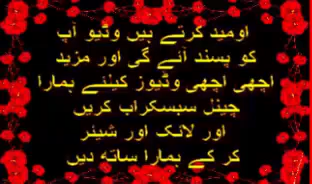 اومید کرتے ہیں وڈیو آپ
کو پسند آئے گی اور مزید
اچھی اچھی وڈیوز کیلئے ہمارا
چینل سبسکراب کریں
اور لائک اور شیئر
کر کے ہمارا ساتھ دیں